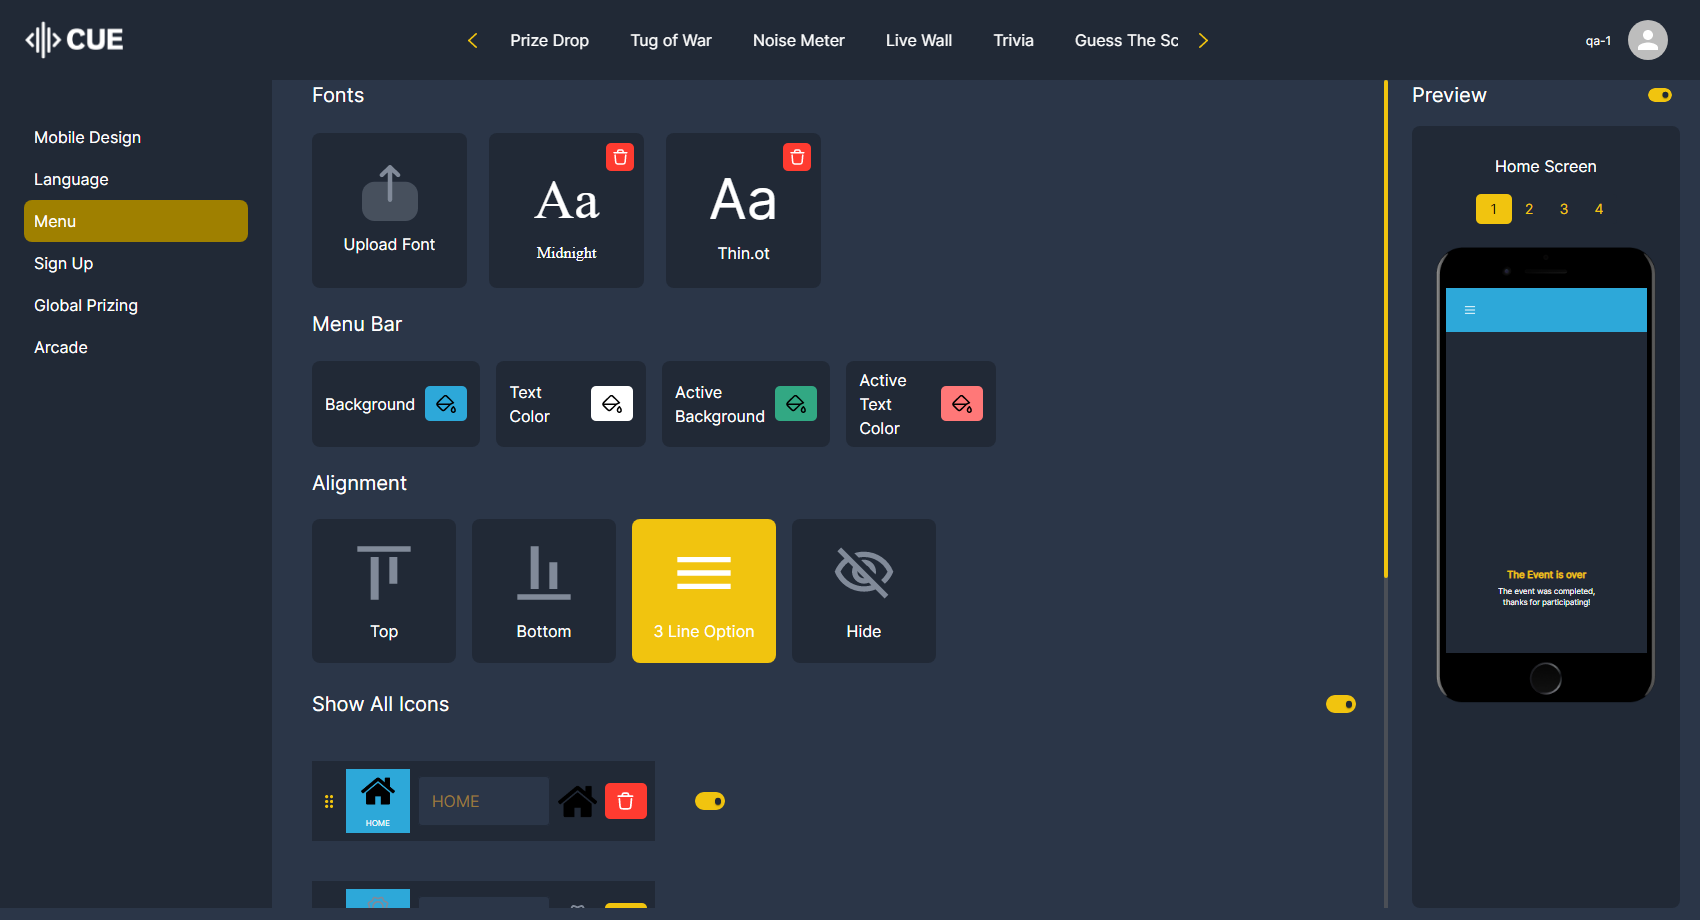 CUE
Prize Drop
Tug of War
Noise Meter
Live Wall
Trivia
Guess The Sc
qa-1
Mobile Design
Language
Menu
Sign Up
Global Prizing
Arcade
Fonts
Upload Font
Aa
Midnight
Aa
Thin.ot
Menu Bar
Background
Text
Color
Active
Background
Active
Text
Color
Alignment
Top
Bottom
3 Line Option
Hide
Show All Icons
HOME
HOME
Preview
Home Screen
1 2 3 4
The Event is over
The event was completed,
thanks for participating!